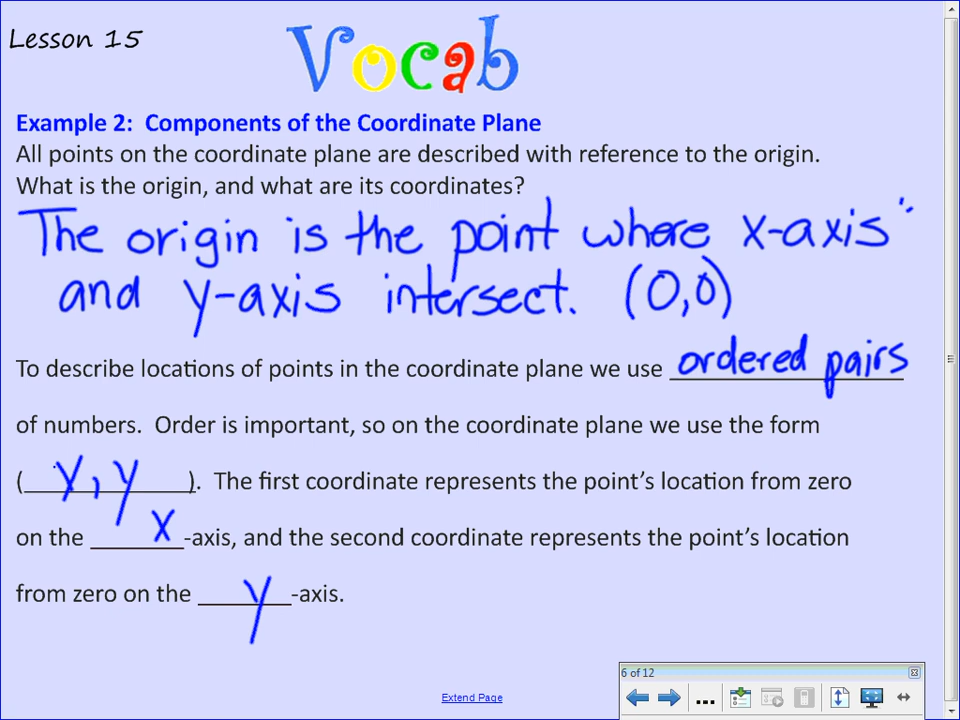 Lesson 15
Vocab
Example 2: Components of the Coordinate Plane
All points on the coordinate plane are described with reference to the origin.
What is the origin, and what are its coordinates?
The origin is the point where x-axis
and y-axis intersect. (0,0)
To describe locations of points in the coordinate plane we use ordered pairs
of numbers. Order is important, so on the coordinate plane we use the form
(x, y). The first coordinate represents the point's location from zero
on the x-axis, and the second coordinate represents the point's location
from zero on the y-axis.
6 of 12
Extend Page